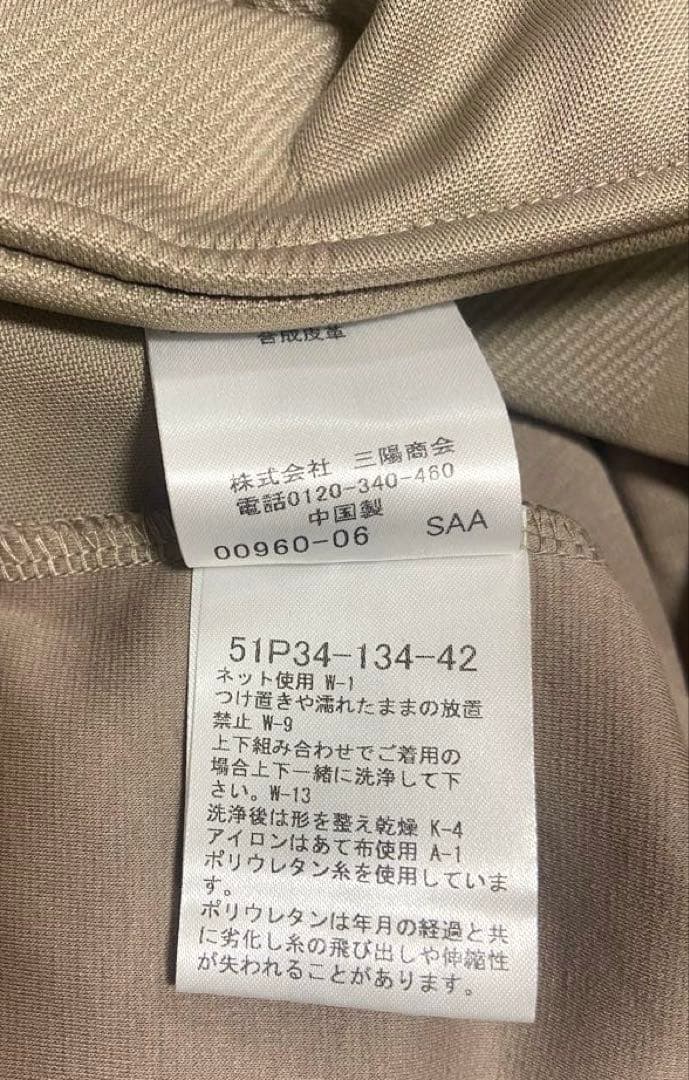 合成皮革
株式会社 三陽商会
電話0120-340-460
中国製
00960-06 SAA
51P34-134-42
ネット使用 W-1
つけ置きや濡れたままの放置
禁止 W-9
上下組み合わせでご着用の
場合上下一緒に洗浄して下
さい。W-13
洗浄後は形を整え乾燥 K-4
アイロンはあて布使用 A-1
ポリウレタン糸を使用していま
す。
ポリウレタンは年月の経過と共
に劣化し糸の飛び出しや伸縮性
が失われることがあります。